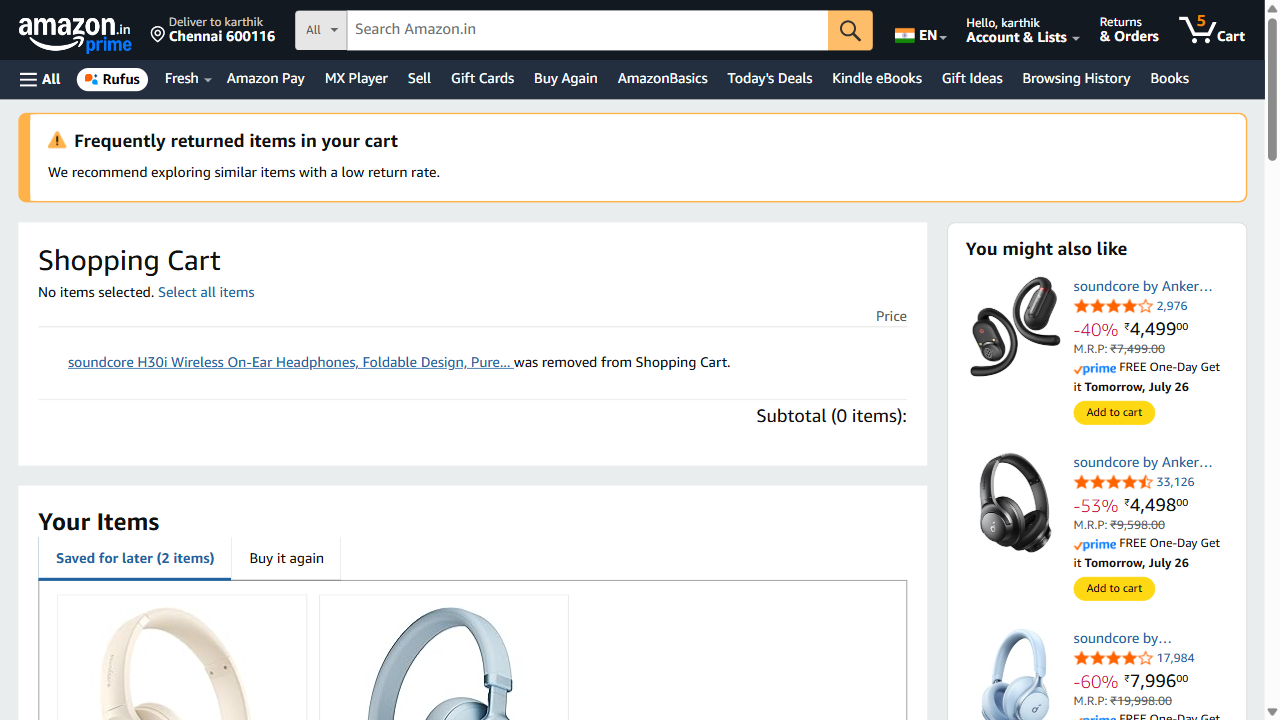 amazon.in
prime
Deliver to karthik
Chennai 600116
All
Search Amazon.in
EN
Hello, karthik
Account & Lists
Returns
& Orders
5
Cart
All
Rufus
Fresh
Amazon Pay
MX Player
Sell
Gift Cards
Buy Again
AmazonBasics
Today's Deals
Kindle eBooks
Gift Ideas
Browsing History
Books
Frequently returned items in your cart
We recommend exploring similar items with a low return rate.
Shopping Cart
No items selected. Select all items
Price
soundcore H30i Wireless On-Ear Headphones, Foldable Design, Pure... was removed from Shopping Cart.
Subtotal (0 items):
Your Items
Saved for later (2 items)
Buy it again
You might also like
soundcore by Anker…
2,976
-40% ₹4,499.00
M.R.P: ₹7,499.00
prime FREE One-Day Get
it Tomorrow, July 26
Add to cart
soundcore by Anker…
33,126
-53% ₹4,498.00
M.R.P: ₹9,598.00
prime FREE One-Day Get
it Tomorrow, July 26
Add to cart
soundcore by…
17,984
-60% ₹7,996.00
M.R.P: ₹19,998.00
prime FREE One-Day Get